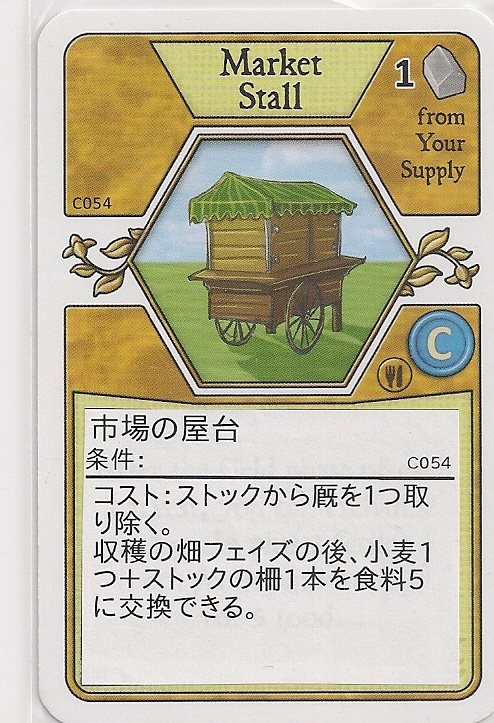 Market
Stall
1
from
Your
Supply
C054
C
市場の屋台
条件:
C054
コスト:ストックから厩を1つ取
り除く。
収穫の畑フェイズの後、小麦1
つ+ストックの柵1本を食料5
に交換できる。